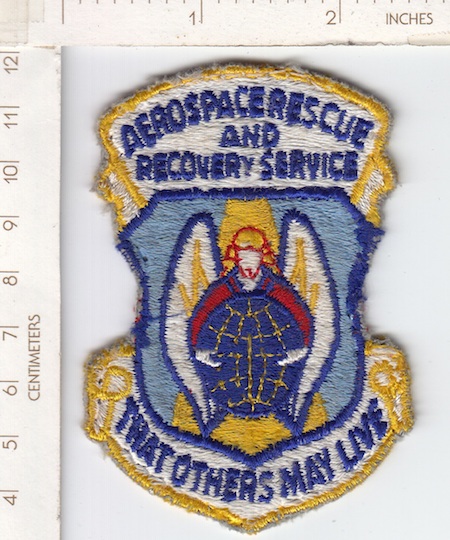 1 2 INCHES
12
11
10
9
8
7
6
5
4
CENTIMETERS
AEROSPACE RESCUE
AND
RECOVERY SERVICE
THAT OTHERS MAY LIVE